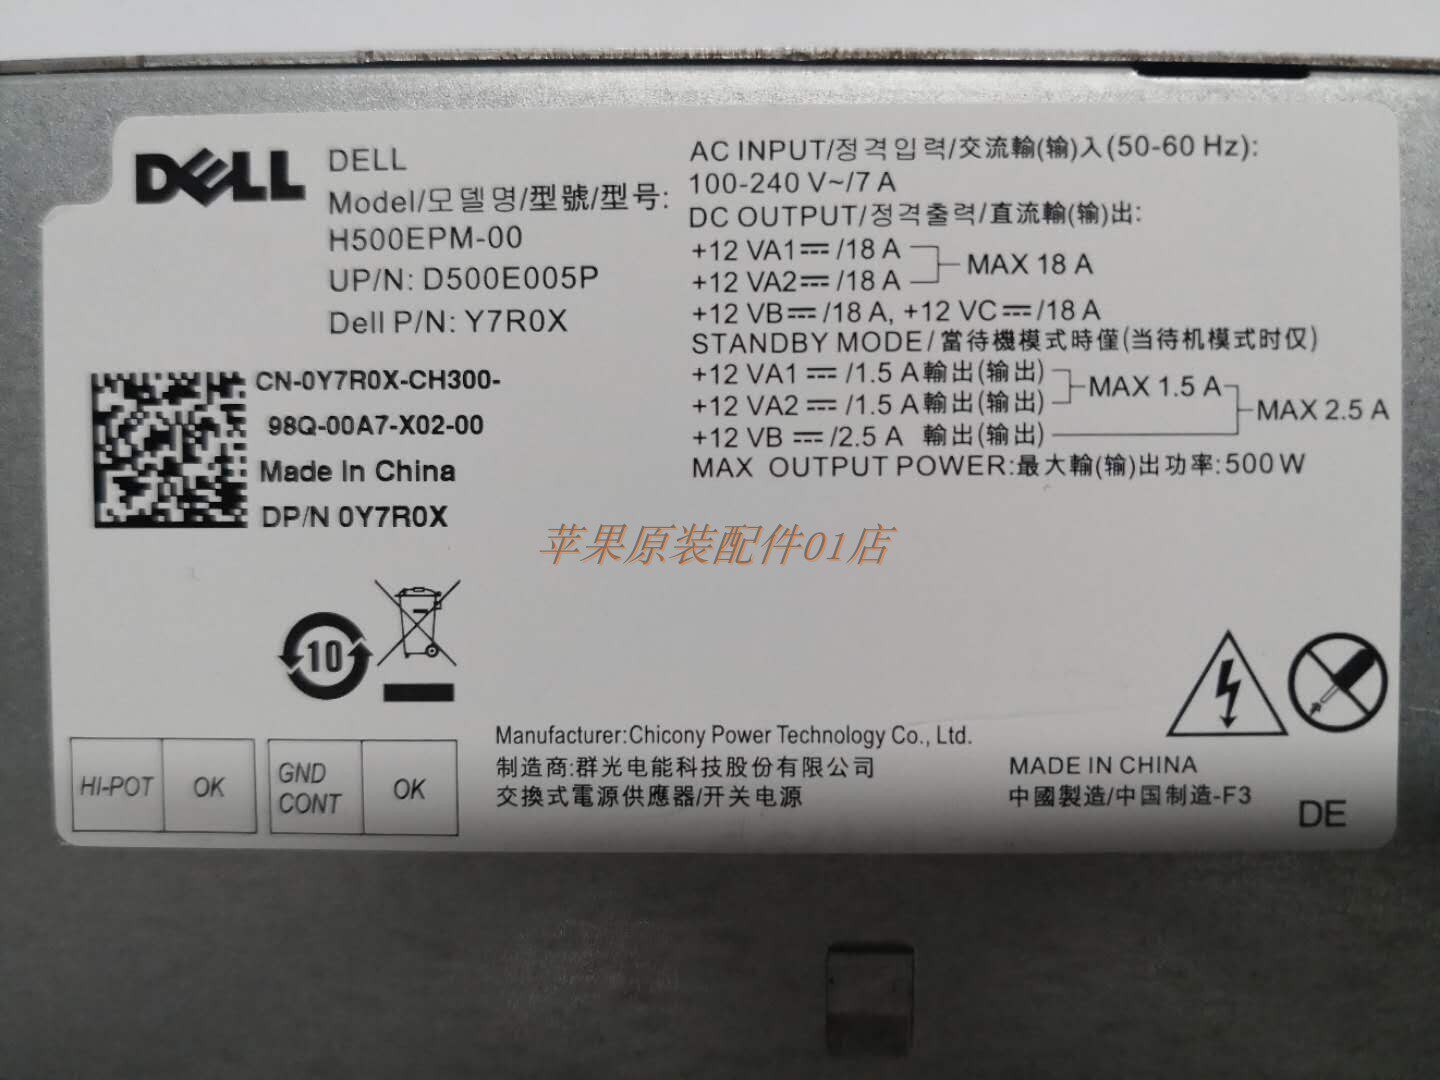 DELL
DELL
Model/모델명/型號/型号:
H500EPM-00
UP/N: D500E005P
Dell P/N: Y7R0X
CN-0Y7R0X-CH300-
98Q-00A7-X02-00
Made In China
DP/N 0Y7R0X
AC INPUT/정격입력/交流輸(输)入(50-60 Hz):
100-240 V~/7 A
DC OUTPUT/정격출력/直流輸(输)出:
+12 VA1⎓/18 A
+12 VA2⎓/18 A
MAX 18 A
+12 VB⎓/18 A, +12 VC⎓/18 A
STANDBY MODE/當待機模式時僅(当待机模式时仅)
+12 VA1 ⎓/1.5 A輸出(输出)
+12 VA2 ⎓/1.5 A輸出(输出)
MAX 1.5 A
+12 VB ⎓/2.5 A 輸出(输出)
MAX 2.5 A
MAX OUTPUT POWER:最大輸(输)出功率:500W
苹果原装配件01店
10
HI-POT OK
GND CONT OK
Manufacturer:Chicony Power Technology Co., Ltd.
制造商:群光电能科技股份有限公司
交換式電源供應器/开关电源
MADE IN CHINA
中國製造/中国制造-F3
DE